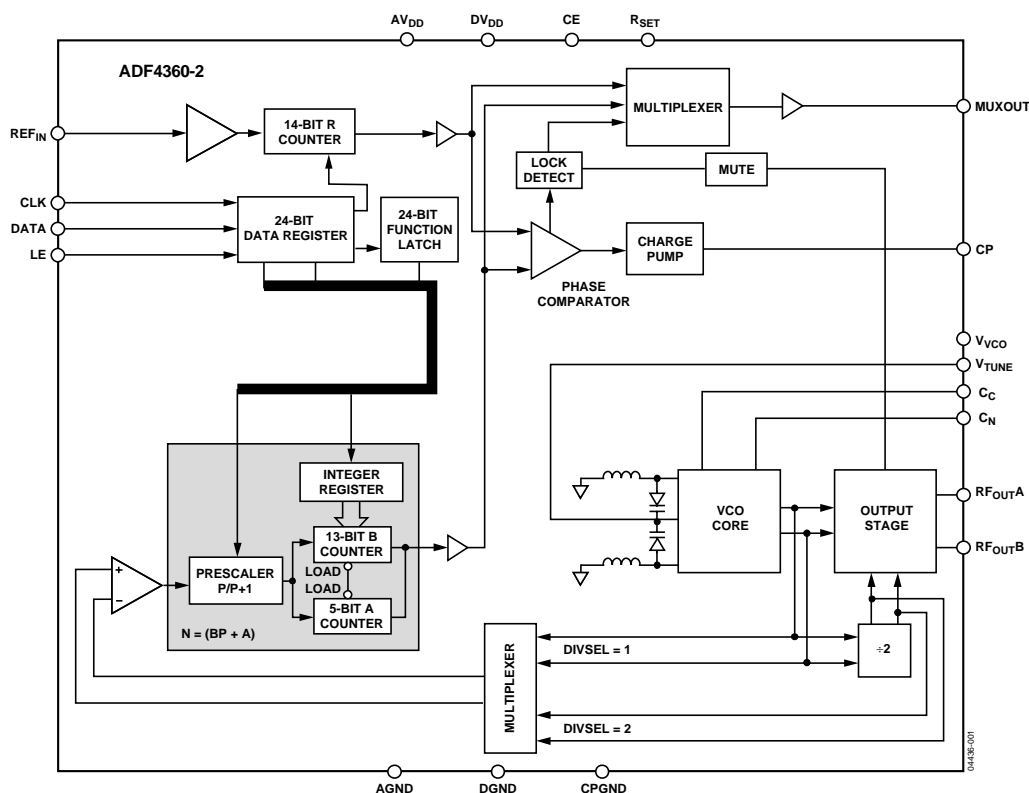 AVDD DVDD CE RSET
ADF4360-2
REFIN
14-BIT R
COUNTER
MULTIPLEXER
MUXOUT
LOCK
DETECT
MUTE
CLK
DATA
LE
24-BIT
DATA REGISTER
24-BIT
FUNCTION
LATCH
CHARGE
PUMP
CP
PHASE
COMPARATOR
VVCO
VTUNE
CC
CN
INTEGER
REGISTER
13-BIT B
COUNTER
LOAD
LOAD
5-BIT A
COUNTER
PRESCALER
P/P+1
+
−
N = (BP + A)
VCO
CORE
OUTPUT
STAGE
RFOUTA
RFOUTB
÷2
MULTIPLEXER
DIVSEL = 1
DIVSEL = 2
AGND DGND CPGND
04436-001